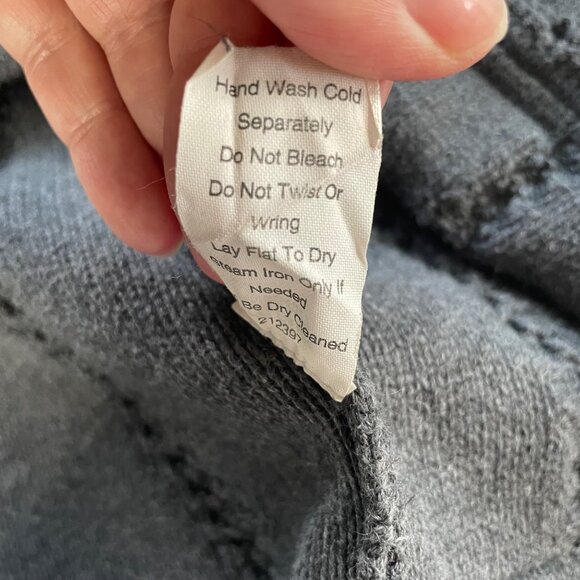 Hand Wash Cold
Separately
Do Not Bleach
Do Not Twist Or
Wring
Lay Flat To Dry
Steam Iron Only If
Needed
Be Dry Cleaned
212397